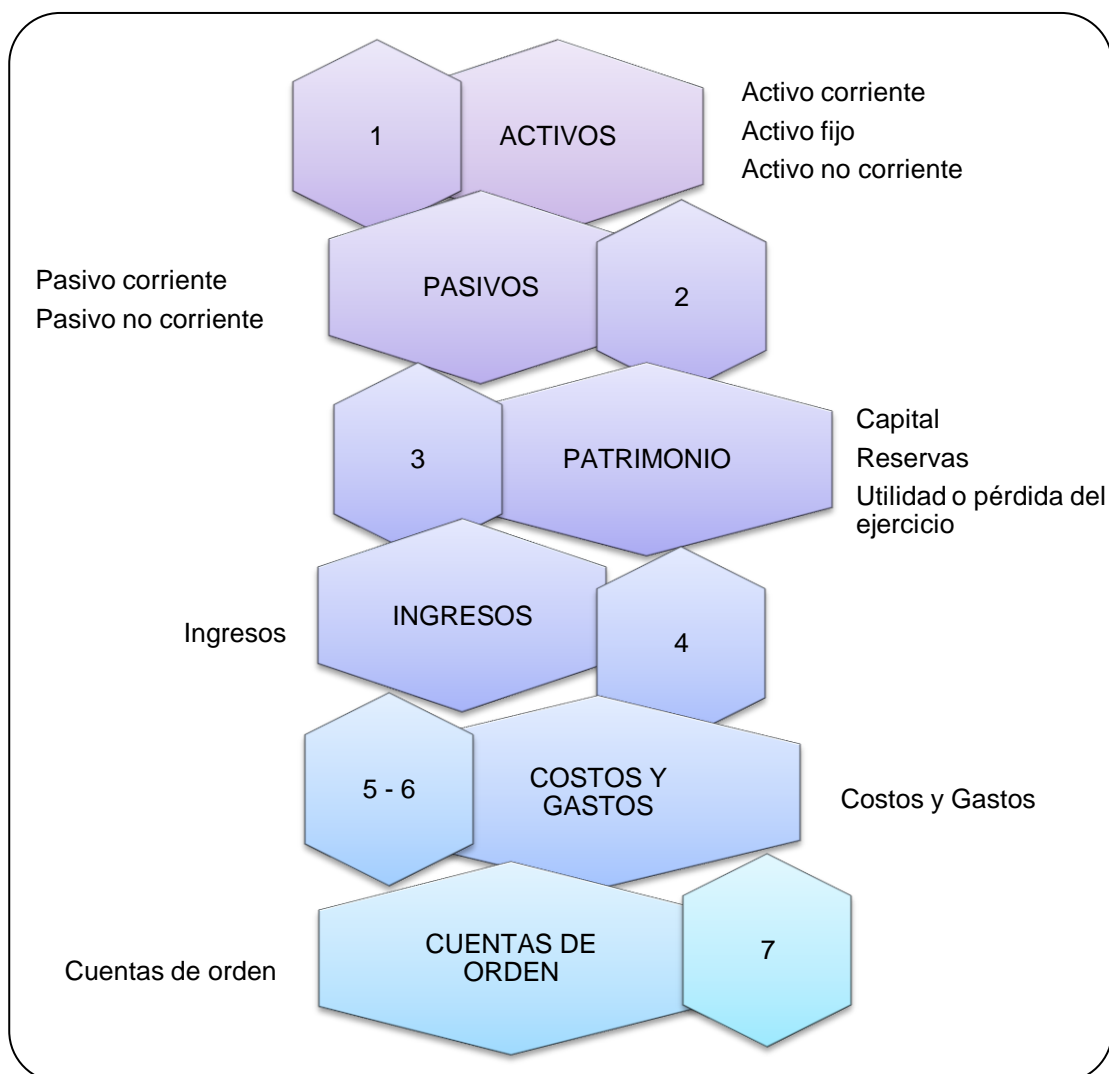 1
ACTIVOS
Activo corriente
Activo fijo
Activo no corriente
Pasivo corriente
Pasivo no corriente
PASIVOS
2
3
PATRIMONIO
Capital
Reservas
Utilidad o pérdida del
ejercicio
Ingresos
INGRESOS
4
5 - 6
COSTOS Y
GASTOS
Costos y Gastos
Cuentas de orden
CUENTAS DE
ORDEN
7